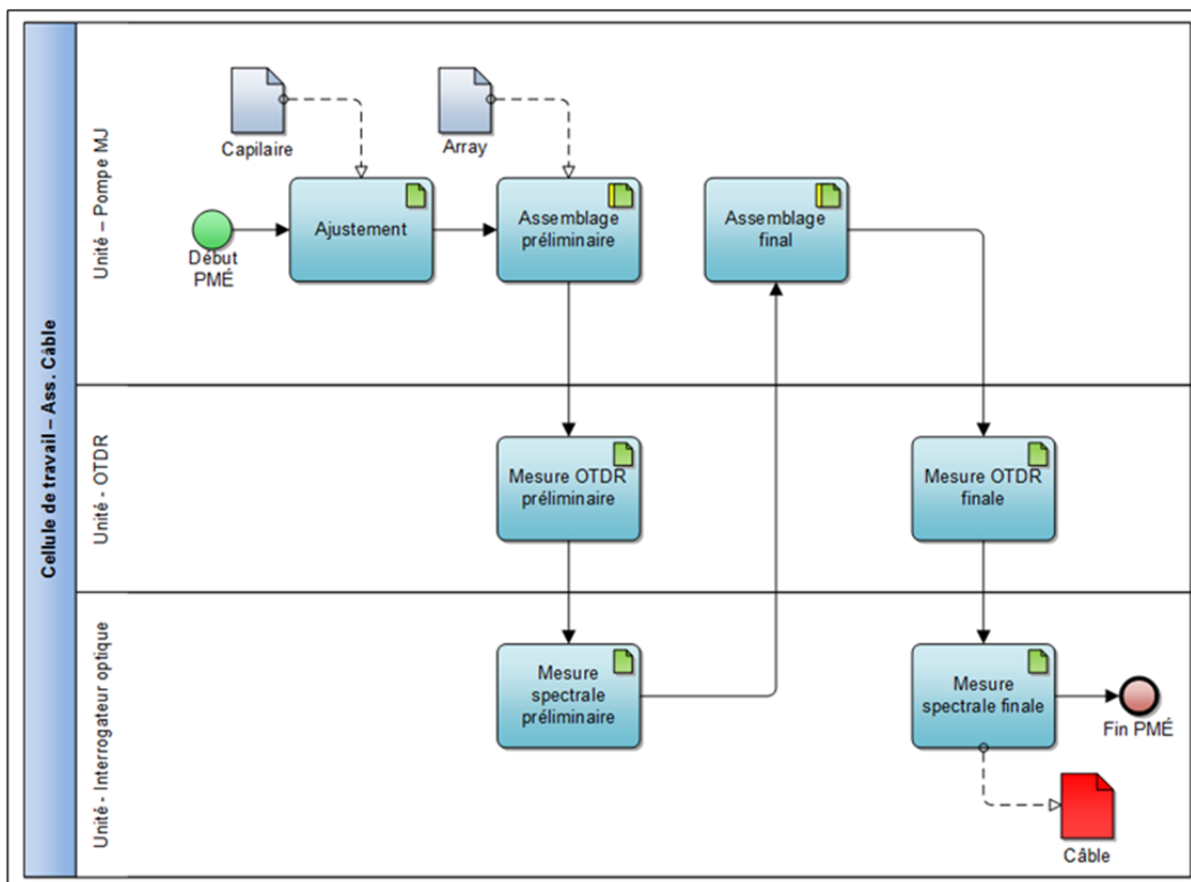 Cellule de travail – Ass. Câble
Unité – Pompe MJ
Capilaire
Array
Début
PMÉ
Ajustement
Assemblage
préliminaire
Assemblage
final
Unité - OTDR
Mesure OTDR
préliminaire
Mesure OTDR
finale
Unité - Interrogateur optique
Mesure
spectrale
préliminaire
Mesure
spectrale finale
Fin PMÉ
Câble